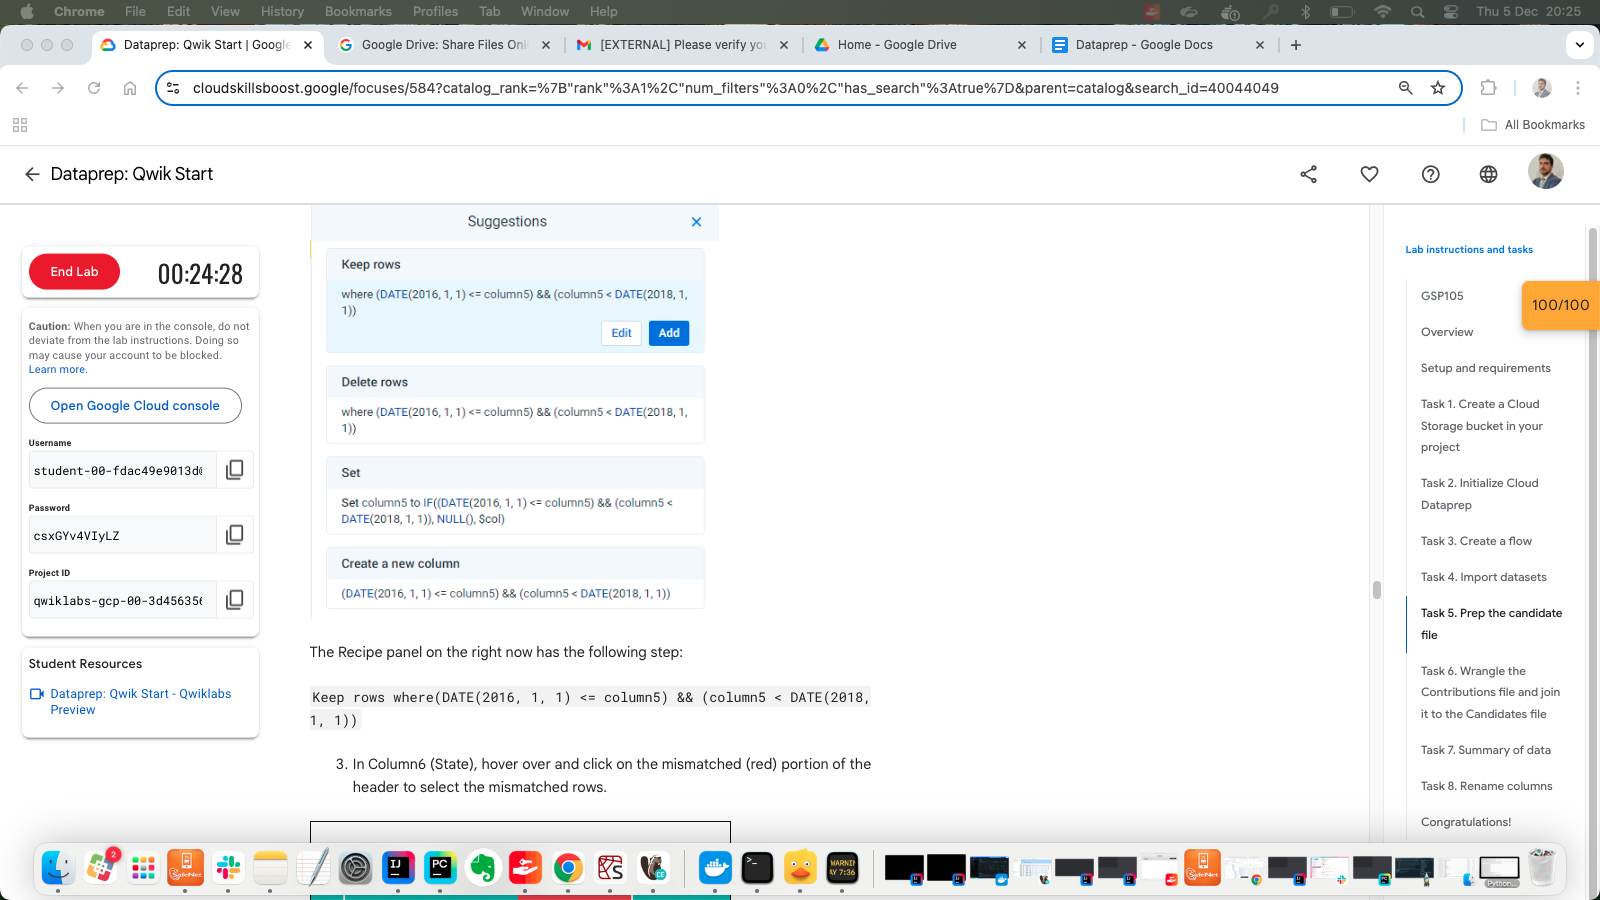 Chrome File Edit View History Bookmarks Profiles Tab Window Help Thu 5 Dec 20:25
Dataprep: Qwik Start | Google
Google Drive: Share Files Onli
[EXTERNAL] Please verify you
Home - Google Drive
Dataprep - Google Docs
cloudskillsboost.google/focuses/584?catalog_rank=%7B"rank"%3A1%2C"num_filters"%3A0%2C"has_search"%3Atrue%7D&parent=catalog&search_id=40044049
All Bookmarks
Dataprep: Qwik Start
End Lab
00:24:28
Caution: When you are in the console, do not
deviate from the lab instructions. Doing so
may cause your account to be blocked.
Learn more.
Open Google Cloud console
Username
student-00-fdac49e9013d
Password
csxGYv4VIyLZ
Project ID
qwiklabs-gcp-00-3d456356
Student Resources
Dataprep: Qwik Start - Qwiklabs
Preview
Suggestions
Keep rows
where (DATE(2016, 1, 1) <= column5) && (column5 < DATE(2018, 1,
1))
Edit
Add
Delete rows
where (DATE(2016, 1, 1) <= column5) && (column5 < DATE(2018, 1,
1))
Set
Set column5 to IF((DATE(2016, 1, 1) <= column5) && (column5 <
DATE(2018, 1, 1)), NULL(), $col)
Create a new column
(DATE(2016, 1, 1) <= column5) && (column5 < DATE(2018, 1, 1))
The Recipe panel on the right now has the following step:
Keep rows where(DATE(2016, 1, 1) <= column5) && (column5 < DATE(2018,
1, 1))
3. In Column6 (State), hover over and click on the mismatched (red) portion of the
header to select the mismatched rows.
Lab instructions and tasks
100/100
GSP105
Overview
Setup and requirements
Task 1. Create a Cloud
Storage bucket in your
project
Task 2. Initialize Cloud
Dataprep
Task 3. Create a flow
Task 4. Import datasets
Task 5. Prep the candidate
file
Task 6. Wrangle the
Contributions file and join
it to the Candidates file
Task 7. Summary of data
Task 8. Rename columns
Congratulations!
2
SafeNet
IJ
PC
CE
WARNIN
AY 7:36
SafeNet
Python